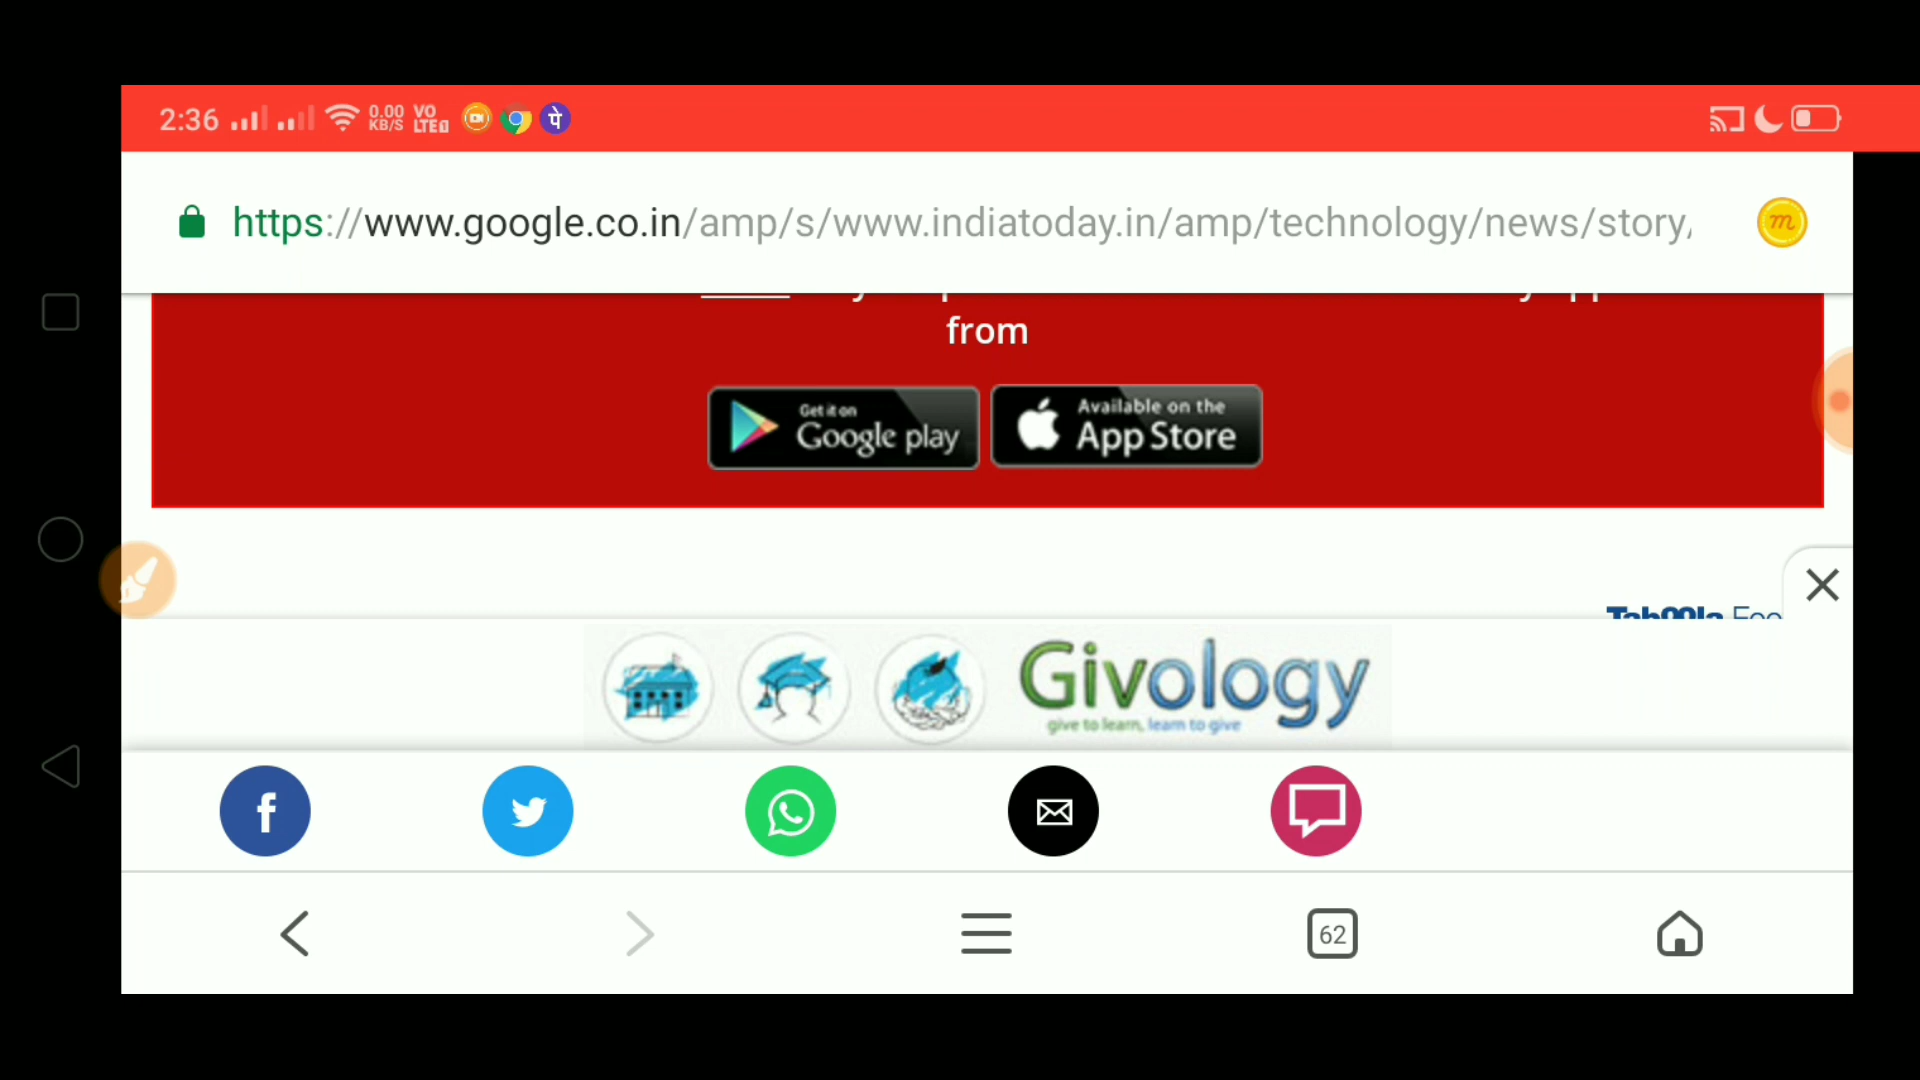 2:36 0.00 KB/S VO LTE पे
https://www.google.co.in/amp/s/www.indiatoday.in/amp/technology/news/story/
m
from
Get it on
Google play
Available on the
App Store
Givology
give to learn, learn to give
62